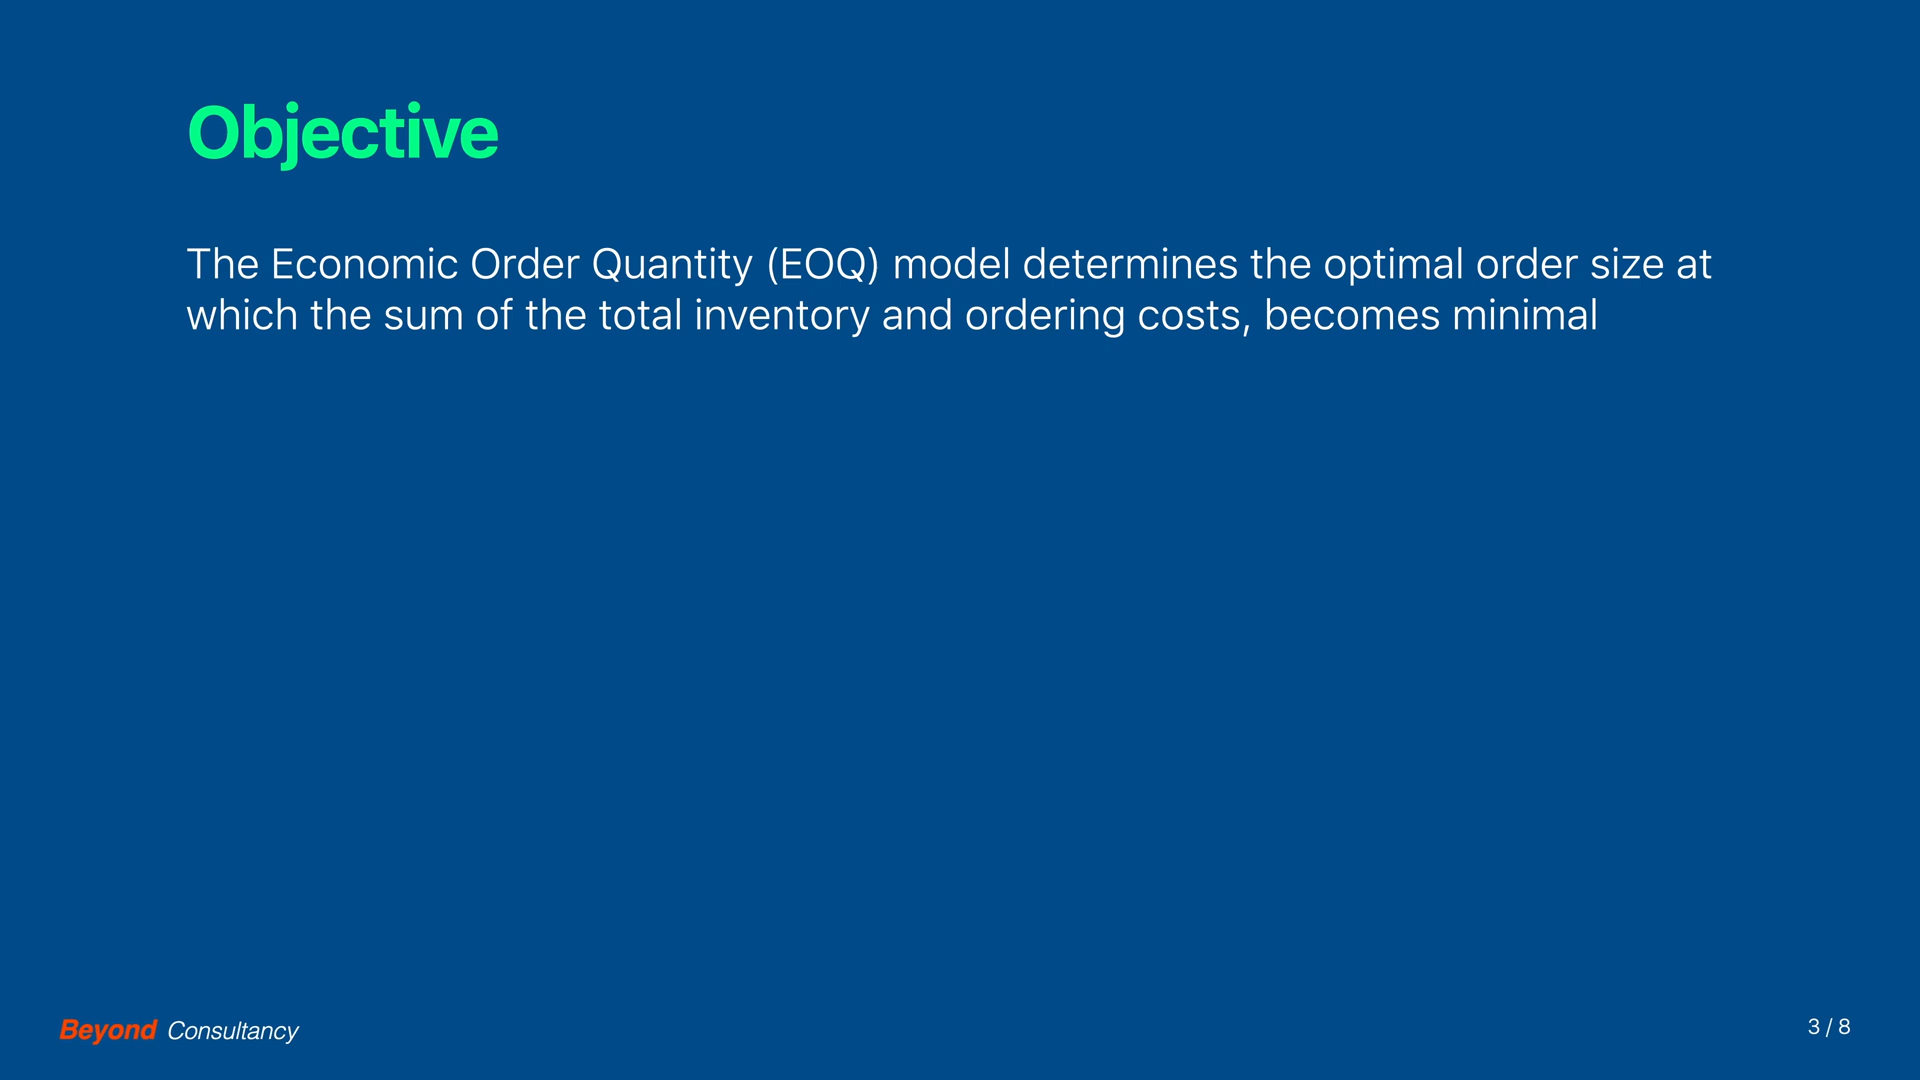 Objective
The Economic Order Quantity (EOQ) model determines the optimal order size at
which the sum of the total inventory and ordering costs, becomes minimal
Beyond Consultancy
3 / 8